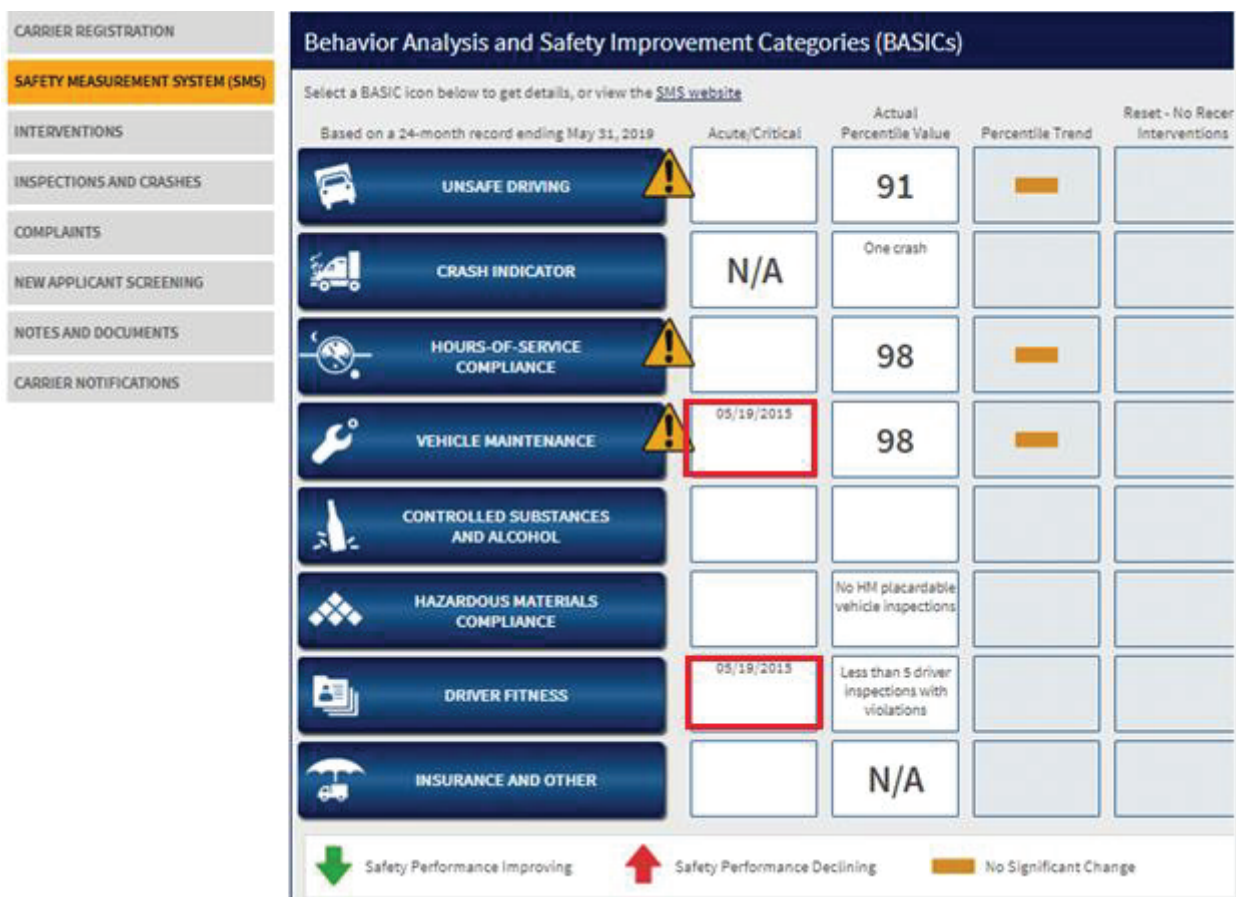 CARRIER REGISTRATION
SAFETY MEASUREMENT SYSTEM (SMS)
INTERVENTIONS
INSPECTIONS AND CRASHES
COMPLAINTS
NEW APPLICANT SCREENING
NOTES AND DOCUMENTS
CARRIER NOTIFICATIONS
Behavior Analysis and Safety Improvement Categories (BASICs)
Select a BASIC icon below to get details, or view the SMS website
Based on a 24-month record ending May 31, 2019
Acute/Critical
Actual
Percentile Value
Percentile Trend
Reset - No Recer
Interventions
UNSAFE DRIVING
91
CRASH INDICATOR
N/A
One crash
HOURS-OF-SERVICE
COMPLIANCE
98
VEHICLE MAINTENANCE
05/19/2015
98
CONTROLLED SUBSTANCES
AND ALCOHOL
HAZARDOUS MATERIALS
COMPLIANCE
No HM placardable
vehicle inspections
DRIVER FITNESS
05/19/2015
Less than 5 driver
inspections with
violations
INSURANCE AND OTHER
N/A
Safety Performance Improving
Safety Performance Declining
No Significant Change